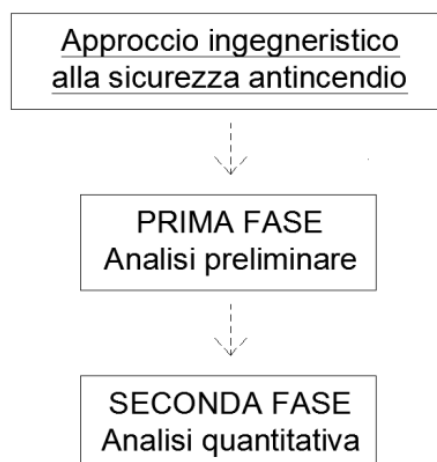 Approccio ingegneristico
alla sicurezza antincendio
PRIMA FASE
Analisi preliminare
SECONDA FASE
Analisi quantitativa